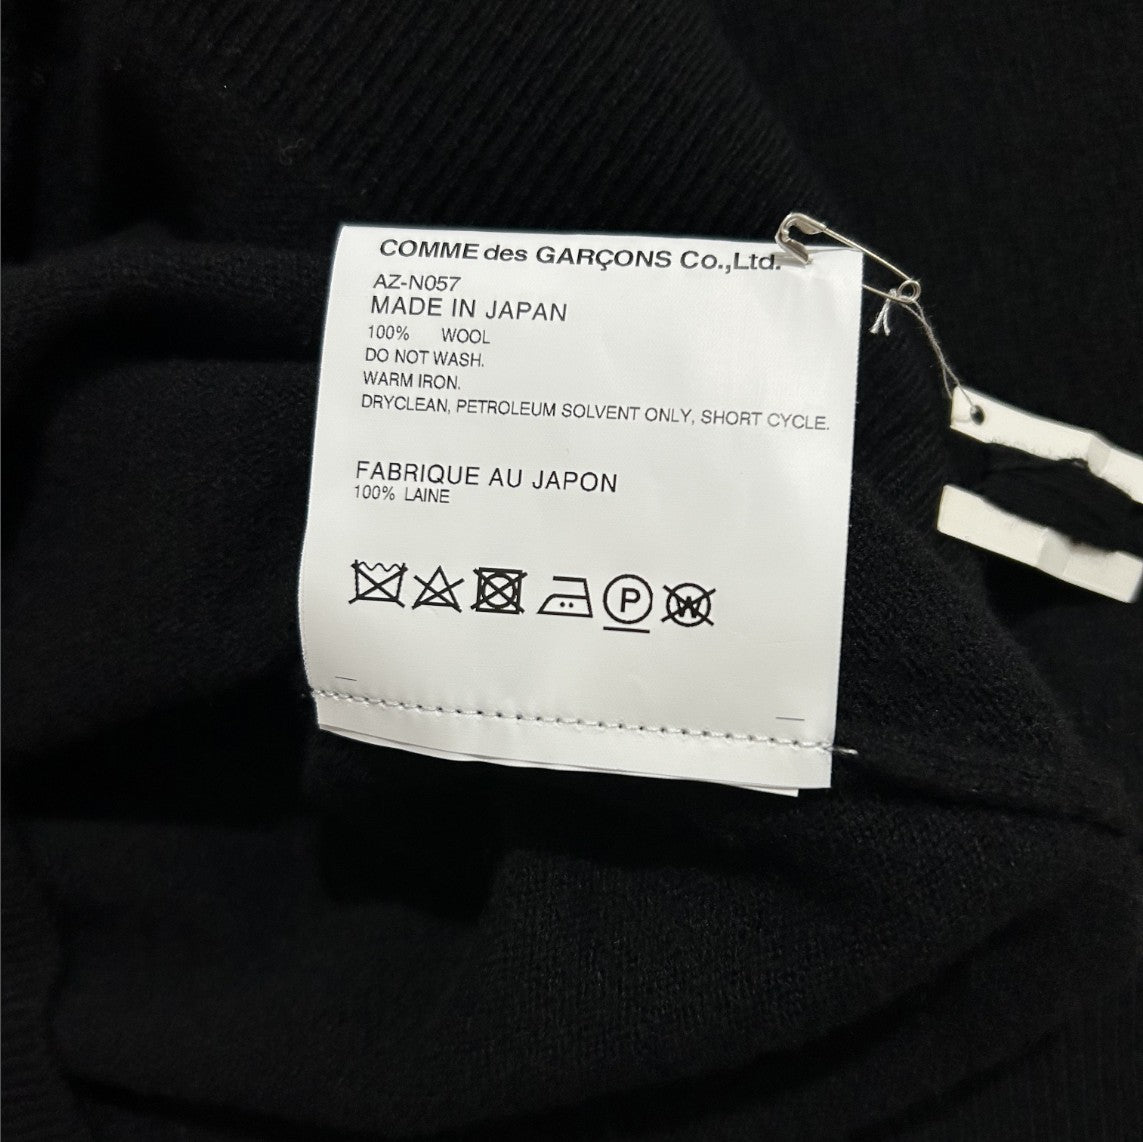 COMME des GARÇONS Co.,Ltd.
AZ-N057
MADE IN JAPAN
100% WOOL
DO NOT WASH.
WARM IRON.
DRYCLEAN, PETROLEUM SOLVENT ONLY, SHORT CYCLE.
FABRIQUE AU JAPON
100% LAINE
P W